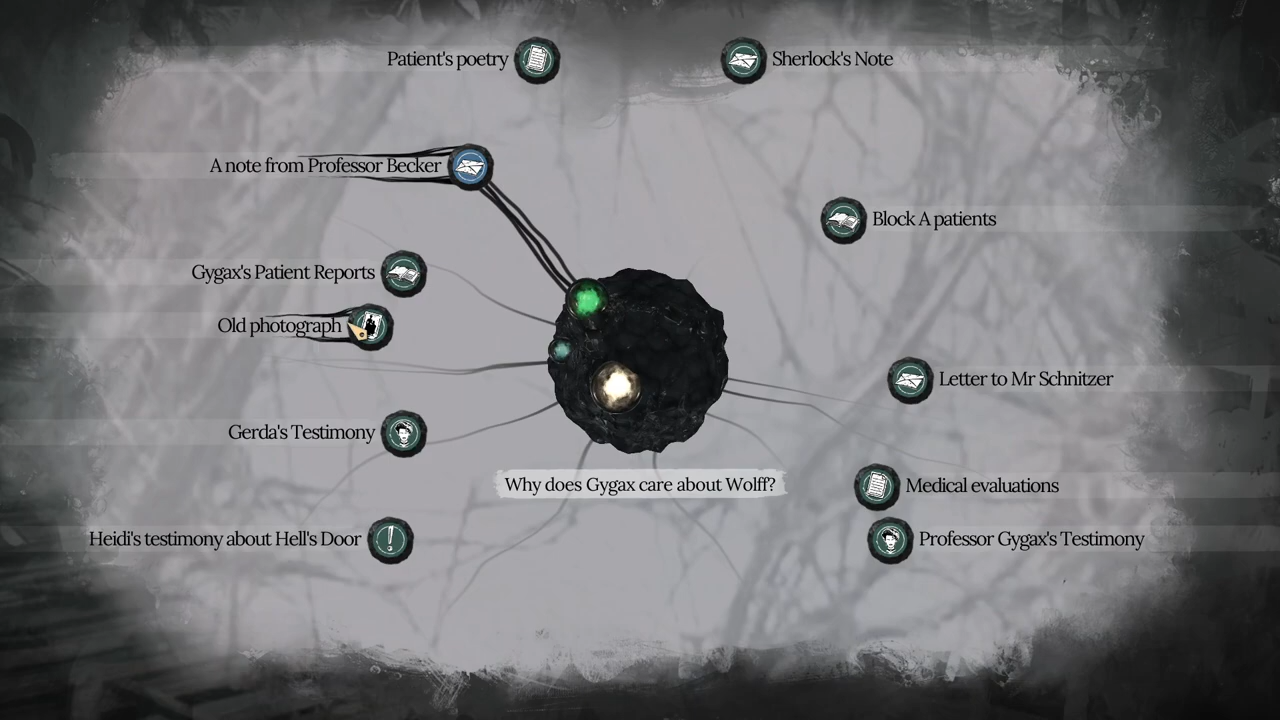 Patient's poetry
Sherlock's Note
A note from Professor Becker
Block A patients
Gygax's Patient Reports
Old photograph
Letter to Mr Schnitzer
Gerda's Testimony
Why does Gygax care about Wolff?
Medical evaluations
Heidi's testimony about Hell's Door
Professor Gygax's Testimony